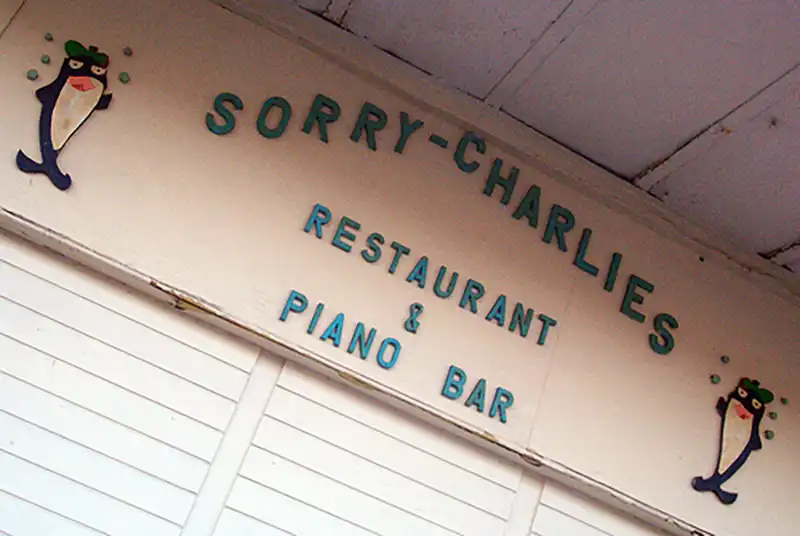 SORRY-CHARLIES
RESTAURANT
&
PIANO BAR